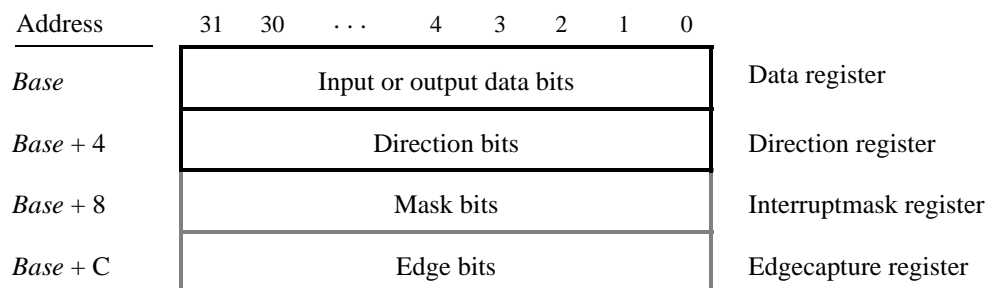 Address 31 30 · · · 4 3 2 1 0
Base Input or output data bits Data register
Base + 4 Direction bits Direction register
Base + 8 Mask bits Interruptmask register
Base + C Edge bits Edgecapture register